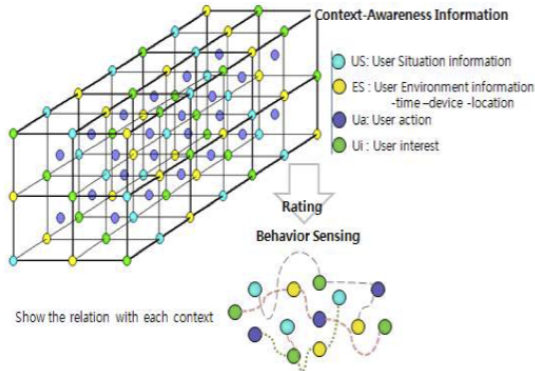 Context-Awareness Information
US: User Situation information
ES : User Environment information
-time –device -location
Ua: User action
Ui : User interest
Rating
Behavior Sensing
Show the relation with each context